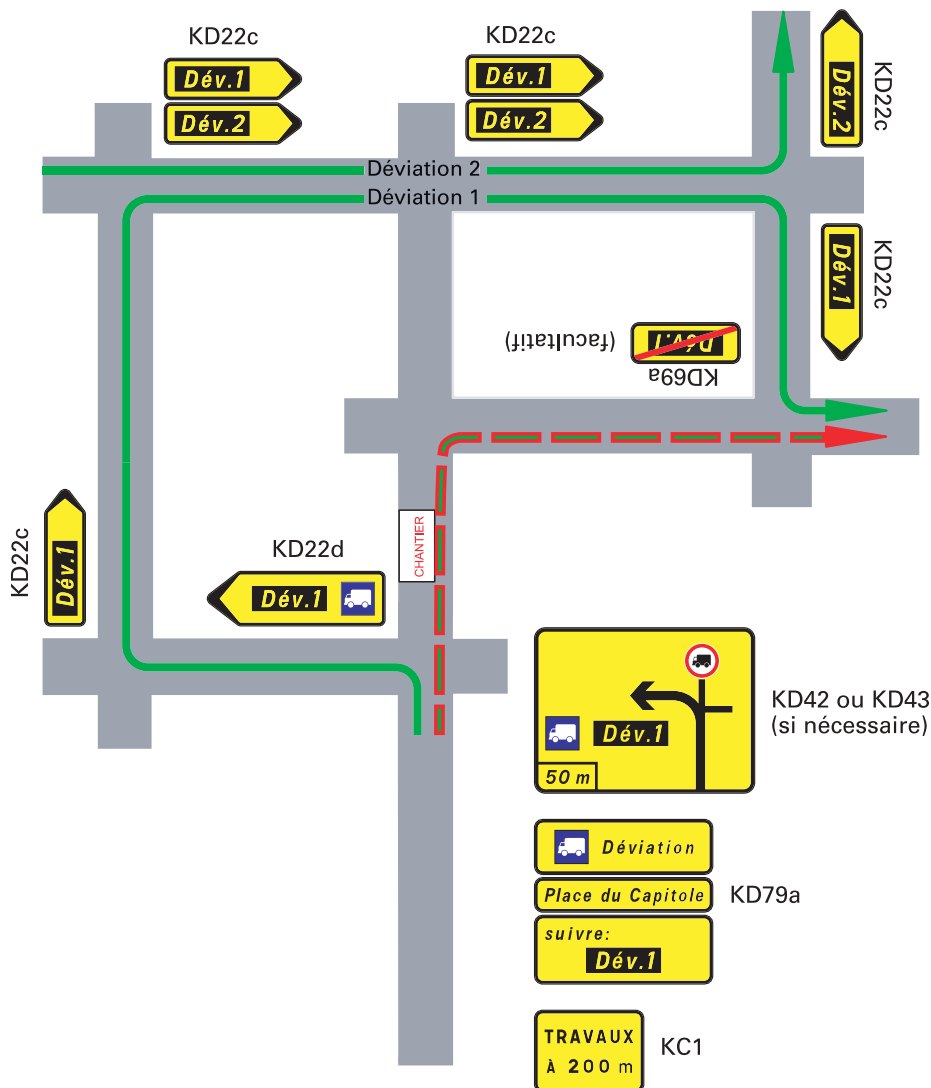 KD22c
Dév.1
Dév.2
KD22c
Dév.1
Dév.2
Dév.2
KD22c
Déviation 2
Déviation 1
Dév.1
KD22c
(facultatif)
Dév.1
KD69a
CHANTIER
KD22c
Dév.1
KD22d
Dév.1
Dév.1
50 m
KD42 ou KD43
(si nécessaire)
Déviation
Place du Capitole
KD79a
suivre:
Dév.1
TRAVAUX
À 200 m
KC1